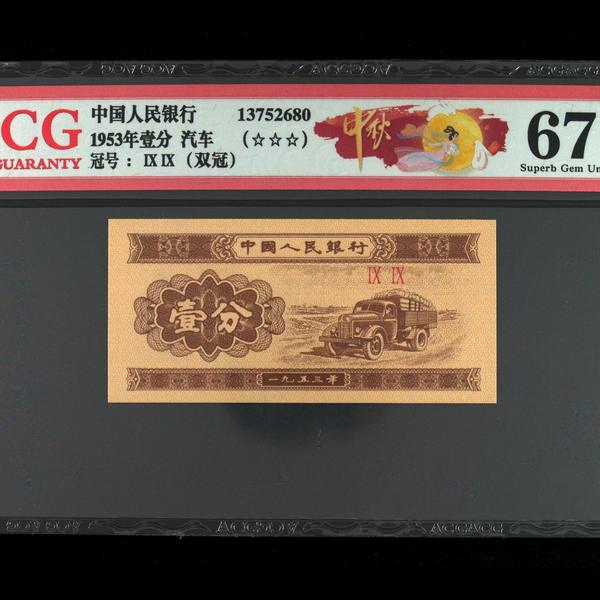 CG
GUARANTY
中国人民银行 13752680
1953年壹分 汽车 (☆☆☆)
冠号：ⅨⅨ（双冠）
中秋
67
Superb Gem Un
中國人民銀行
IX IX
壹分
一九五三年
ACGACG